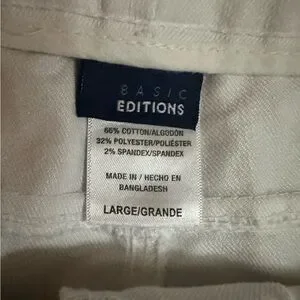 BASIC
EDITIONS
66% COTTON/ALGODÓN
32% POLYESTER/POLIÉSTER
2% SPANDEX/SPANDEX
MADE IN / HECHO EN
BANGLADESH
LARGE/GRANDE